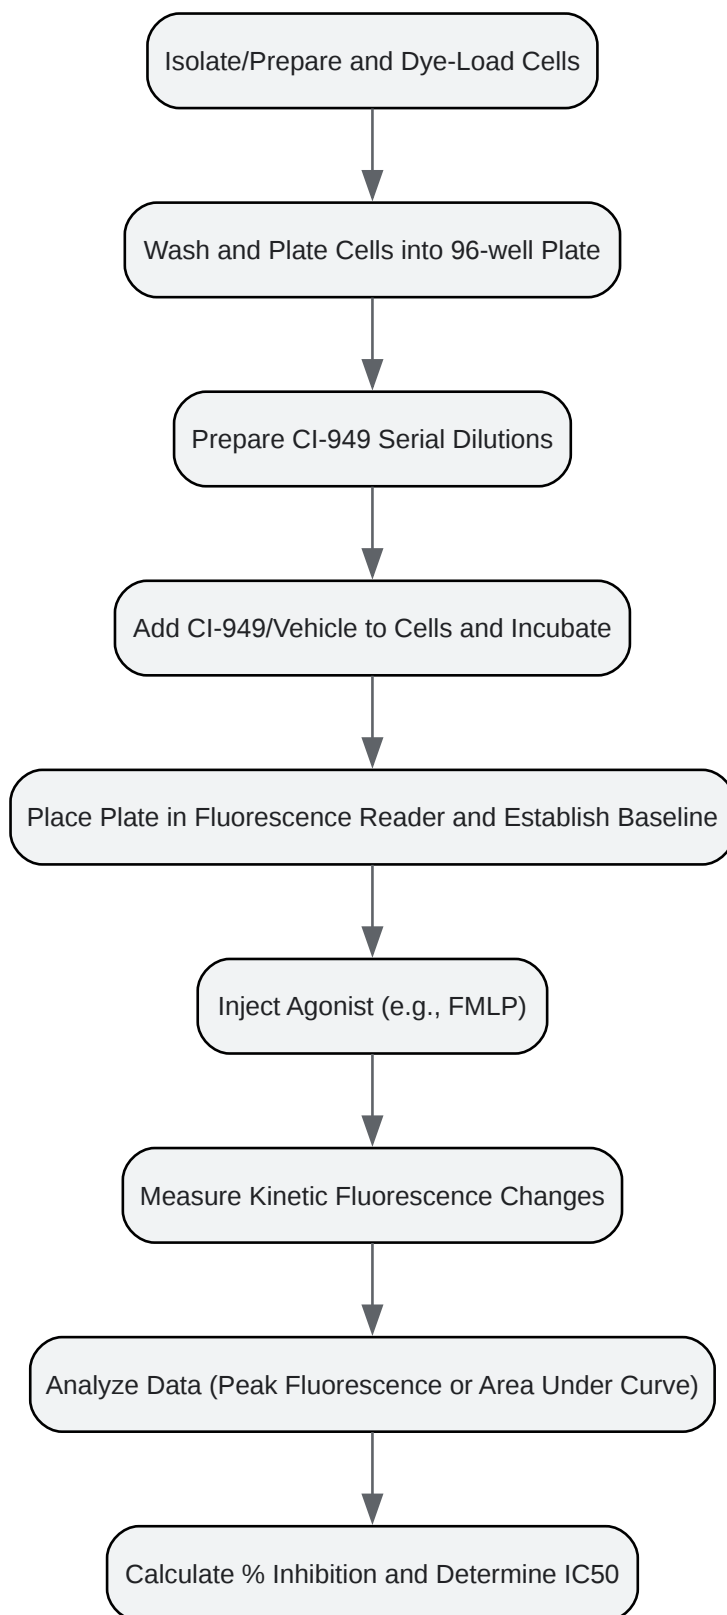 Isolate/Prepare and Dye-Load Cells
Wash and Plate Cells into 96-well Plate
Prepare CI-949 Serial Dilutions
Add CI-949/Vehicle to Cells and Incubate
Place Plate in Fluorescence Reader and Establish Baseline
Inject Agonist (e.g., FMLP)
Measure Kinetic Fluorescence Changes
Analyze Data (Peak Fluorescence or Area Under Curve)
Calculate % Inhibition and Determine IC50